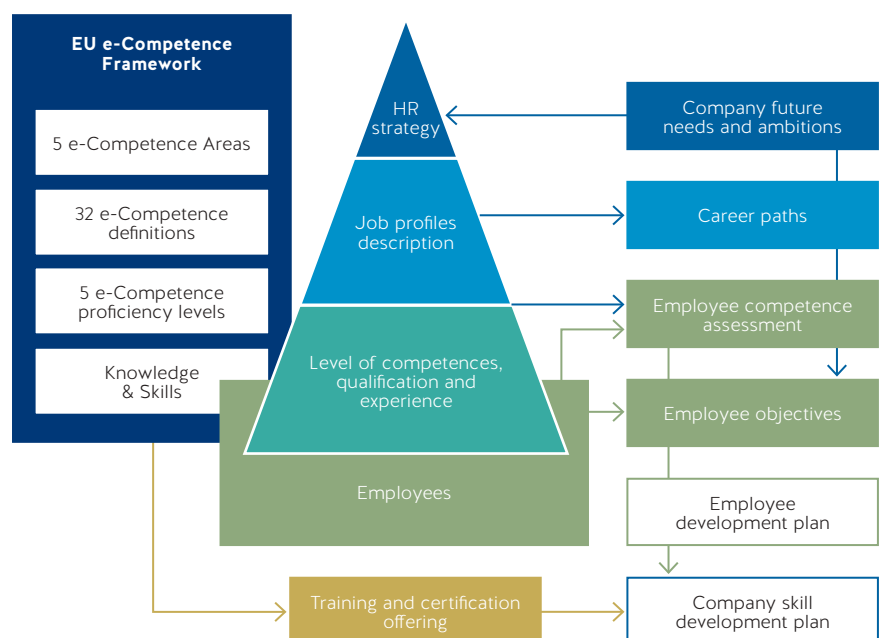 EU e-Competence
Framework
5 e-Competence Areas
32 e-Competence
definitions
5 e-Competence
proficiency levels
Knowledge
& Skills
HR
strategy
Job profiles
description
Level of competences,
qualification and
experience
Employees
Company future
needs and ambitions
Career paths
Employee competence
assessment
Employee objectives
Employee
development plan
Training and certification
offering
Company skill
development plan